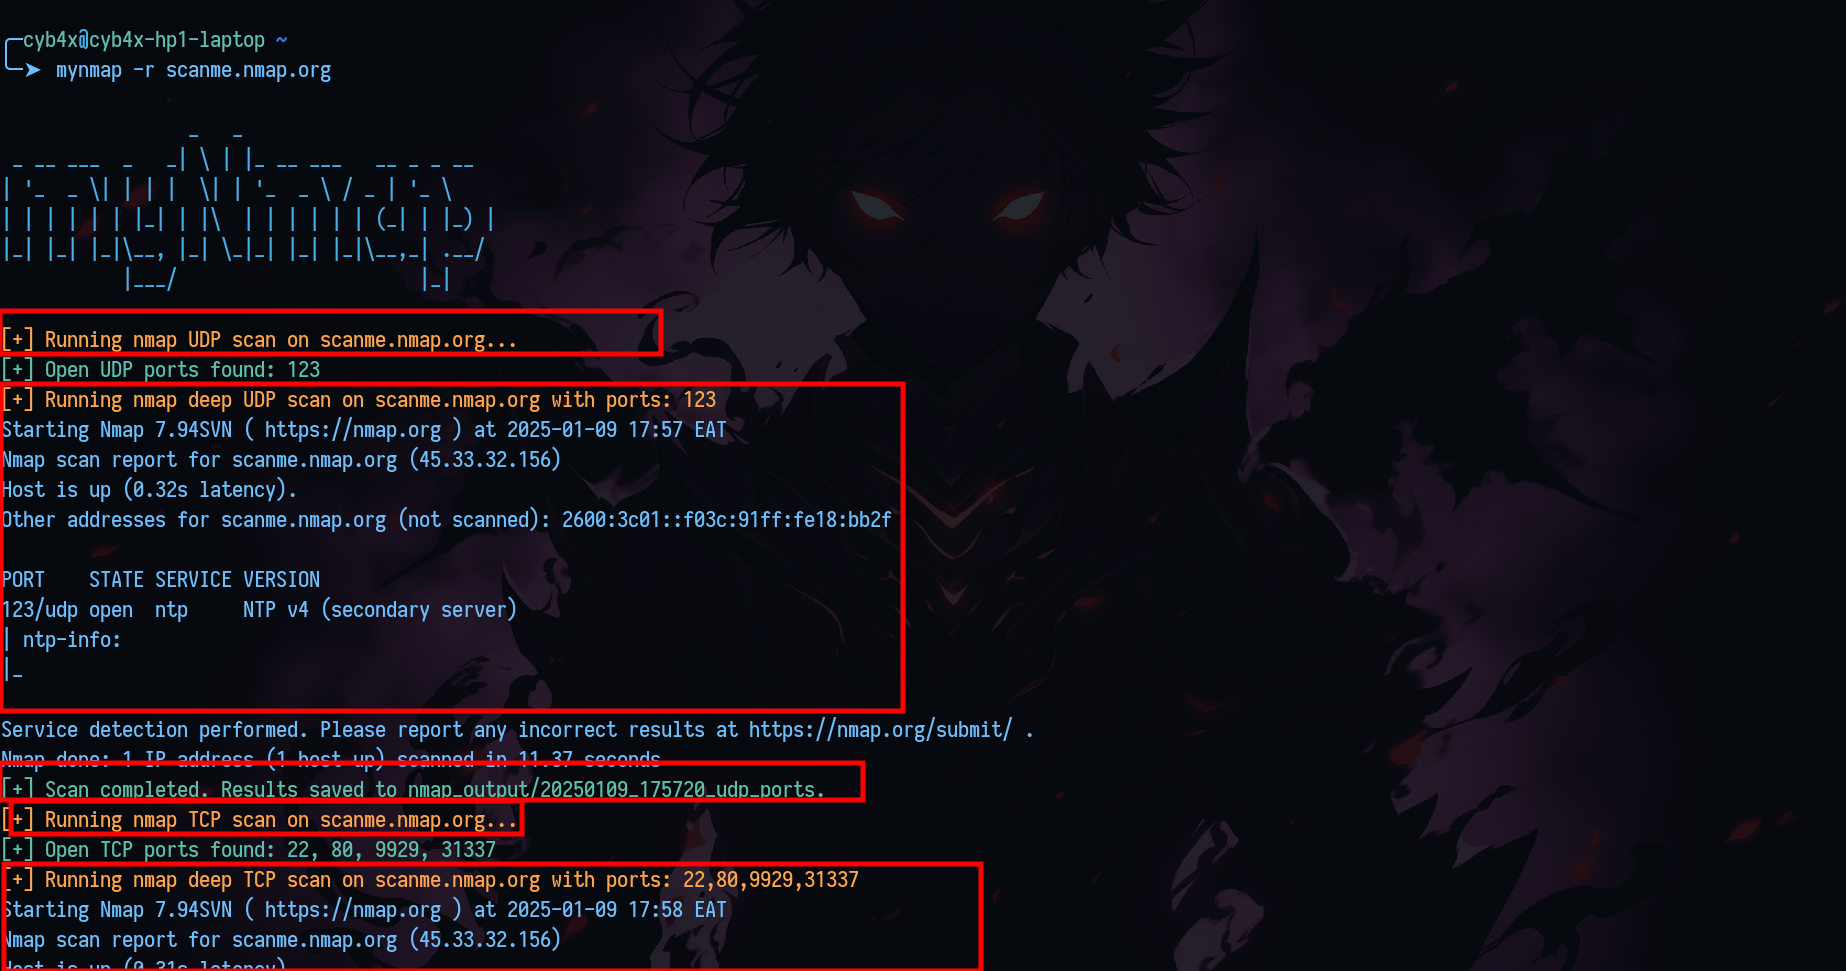 cyb4x@cyb4x-hp1-laptop ~
➤ mynmap -r scanme.nmap.org
[+] Running nmap UDP scan on scanme.nmap.org...
[+] Open UDP ports found: 123
[+] Running nmap deep UDP scan on scanme.nmap.org with ports: 123
Starting Nmap 7.94SVN ( https://nmap.org ) at 2025-01-09 17:57 EAT
Nmap scan report for scanme.nmap.org (45.33.32.156)
Host is up (0.32s latency).
Other addresses for scanme.nmap.org (not scanned): 2600:3c01::f03c:91ff:fe18:bb2f
PORT    STATE SERVICE VERSION
123/udp open  ntp     NTP v4 (secondary server)
| ntp-info:
|_
Service detection performed. Please report any incorrect results at https://nmap.org/submit/ .
Nmap done: 1 IP address (1 host up) scanned in 11.37 seconds
[+] Scan completed. Results saved to nmap_output/20250109_175720_udp_ports.
[+] Running nmap TCP scan on scanme.nmap.org...
[+] Open TCP ports found: 22, 80, 9929, 31337
[+] Running nmap deep TCP scan on scanme.nmap.org with ports: 22,80,9929,31337
Starting Nmap 7.94SVN ( https://nmap.org ) at 2025-01-09 17:58 EAT
Nmap scan report for scanme.nmap.org (45.33.32.156)
Host is up (0.31s latency).